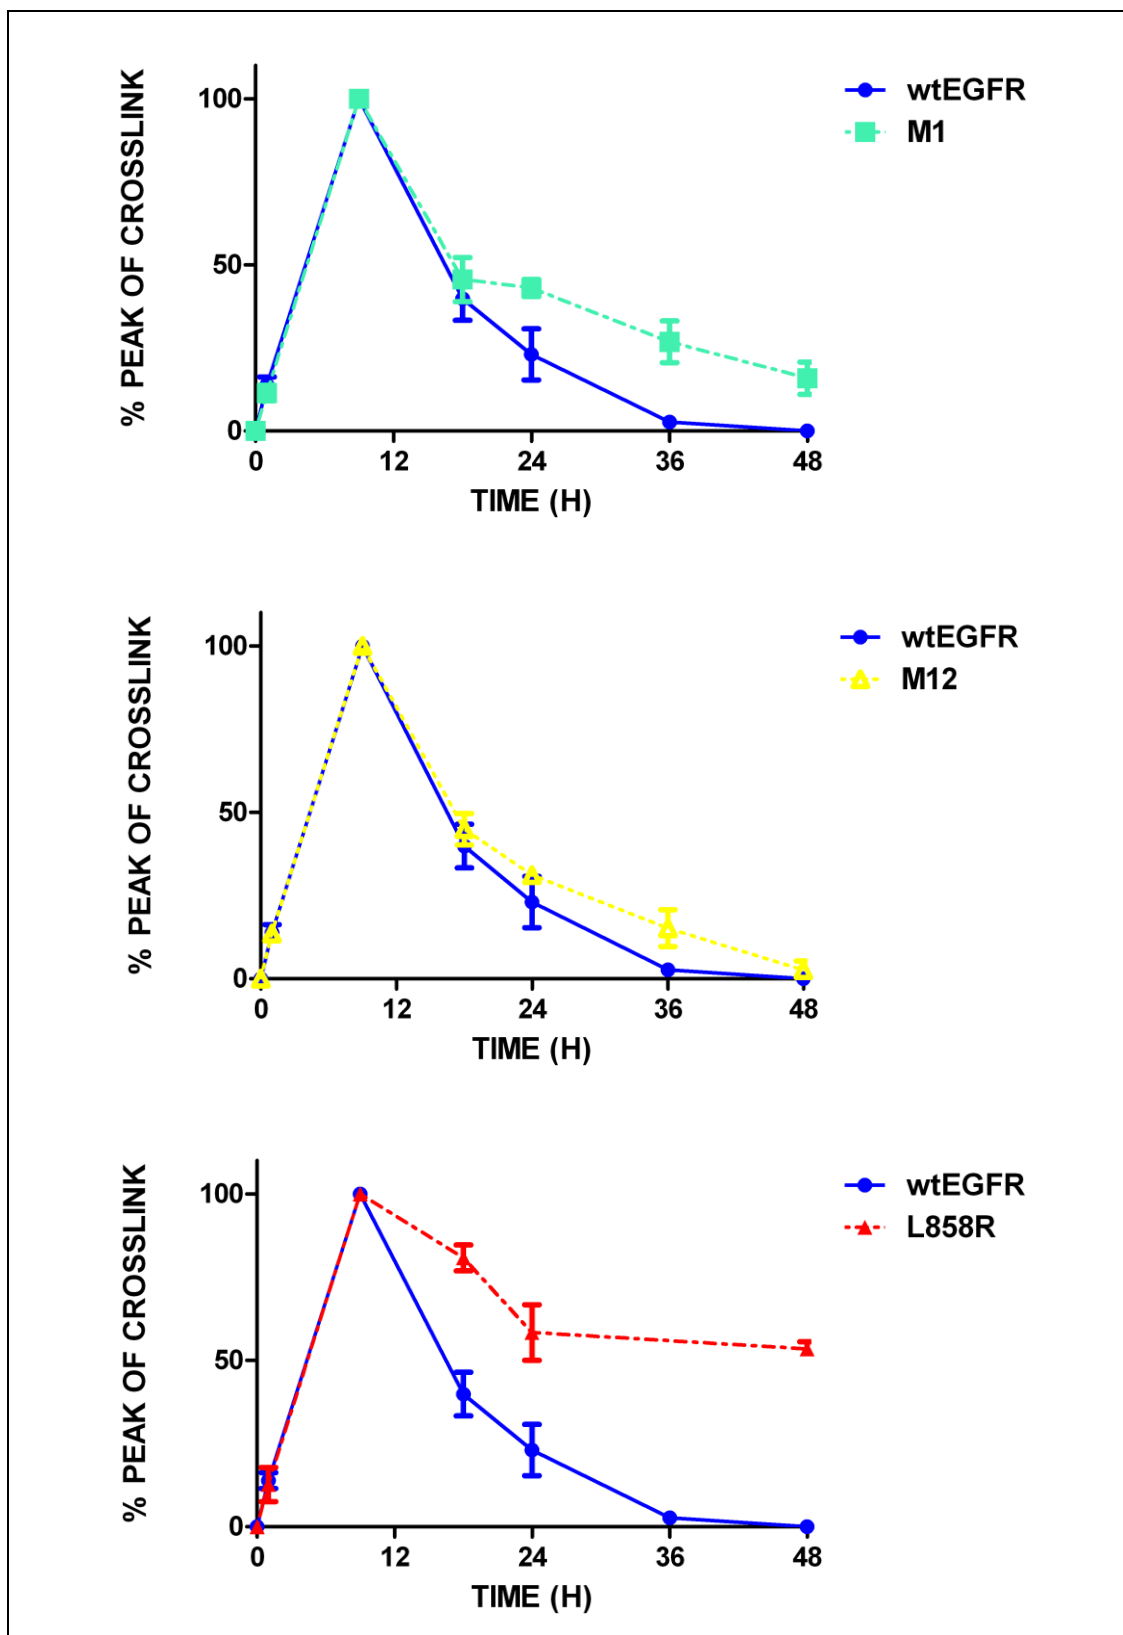 % PEAK OF CROSSLINK
100
50
0
0 12 24 36 48
TIME (H)
wtEGFR
M1
% PEAK OF CROSSLINK
100
50
0
0 12 24 36 48
TIME (H)
wtEGFR
M12
% PEAK OF CROSSLINK
100
50
0
0 12 24 36 48
TIME (H)
wtEGFR
L858R